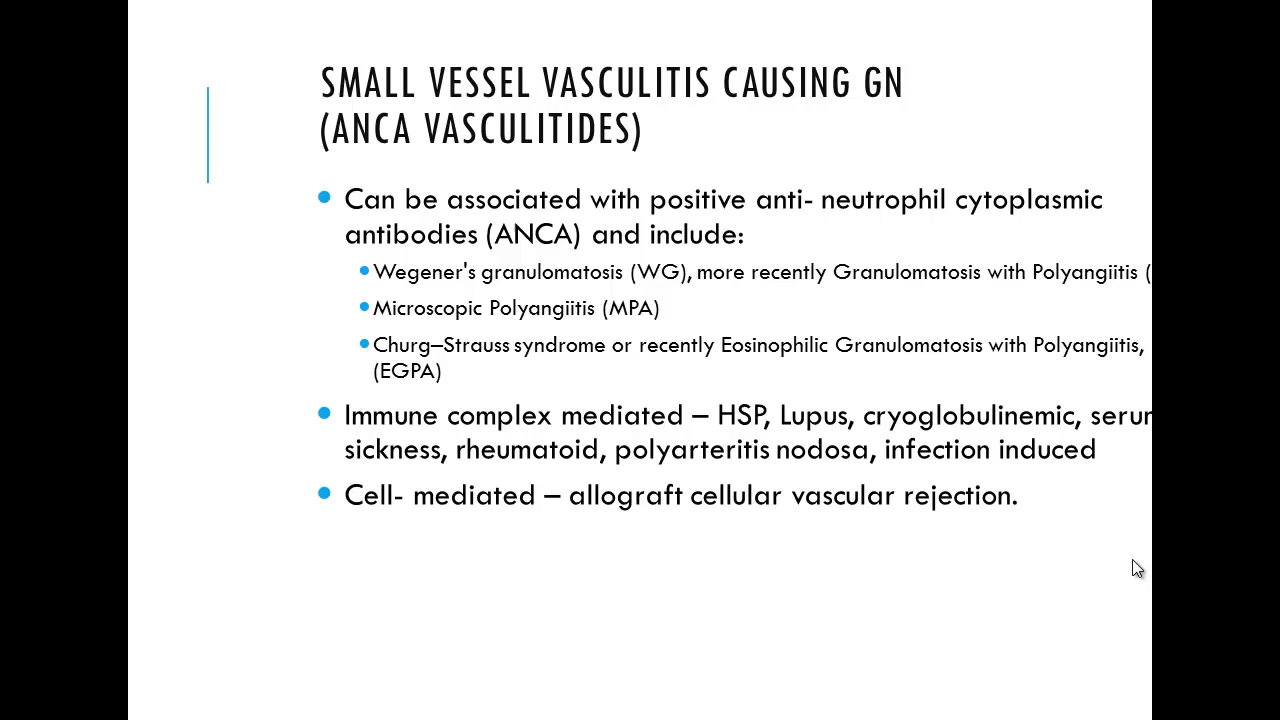 SMALL VESSEL VASCULITIS CAUSING GN
(ANCA VASCULITIDES)
Can be associated with positive anti- neutrophil cytoplasmic
antibodies (ANCA) and include:
Wegener's granulomatosis (WG), more recently Granulomatosis with Polyangiitis (
Microscopic Polyangiitis (MPA)
Churg–Strauss syndrome or recently Eosinophilic Granulomatosis with Polyangiitis,
(EGPA)
Immune complex mediated – HSP, Lupus, cryoglobulinemic, serum
sickness, rheumatoid, polyarteritis nodosa, infection induced
Cell- mediated – allograft cellular vascular rejection.